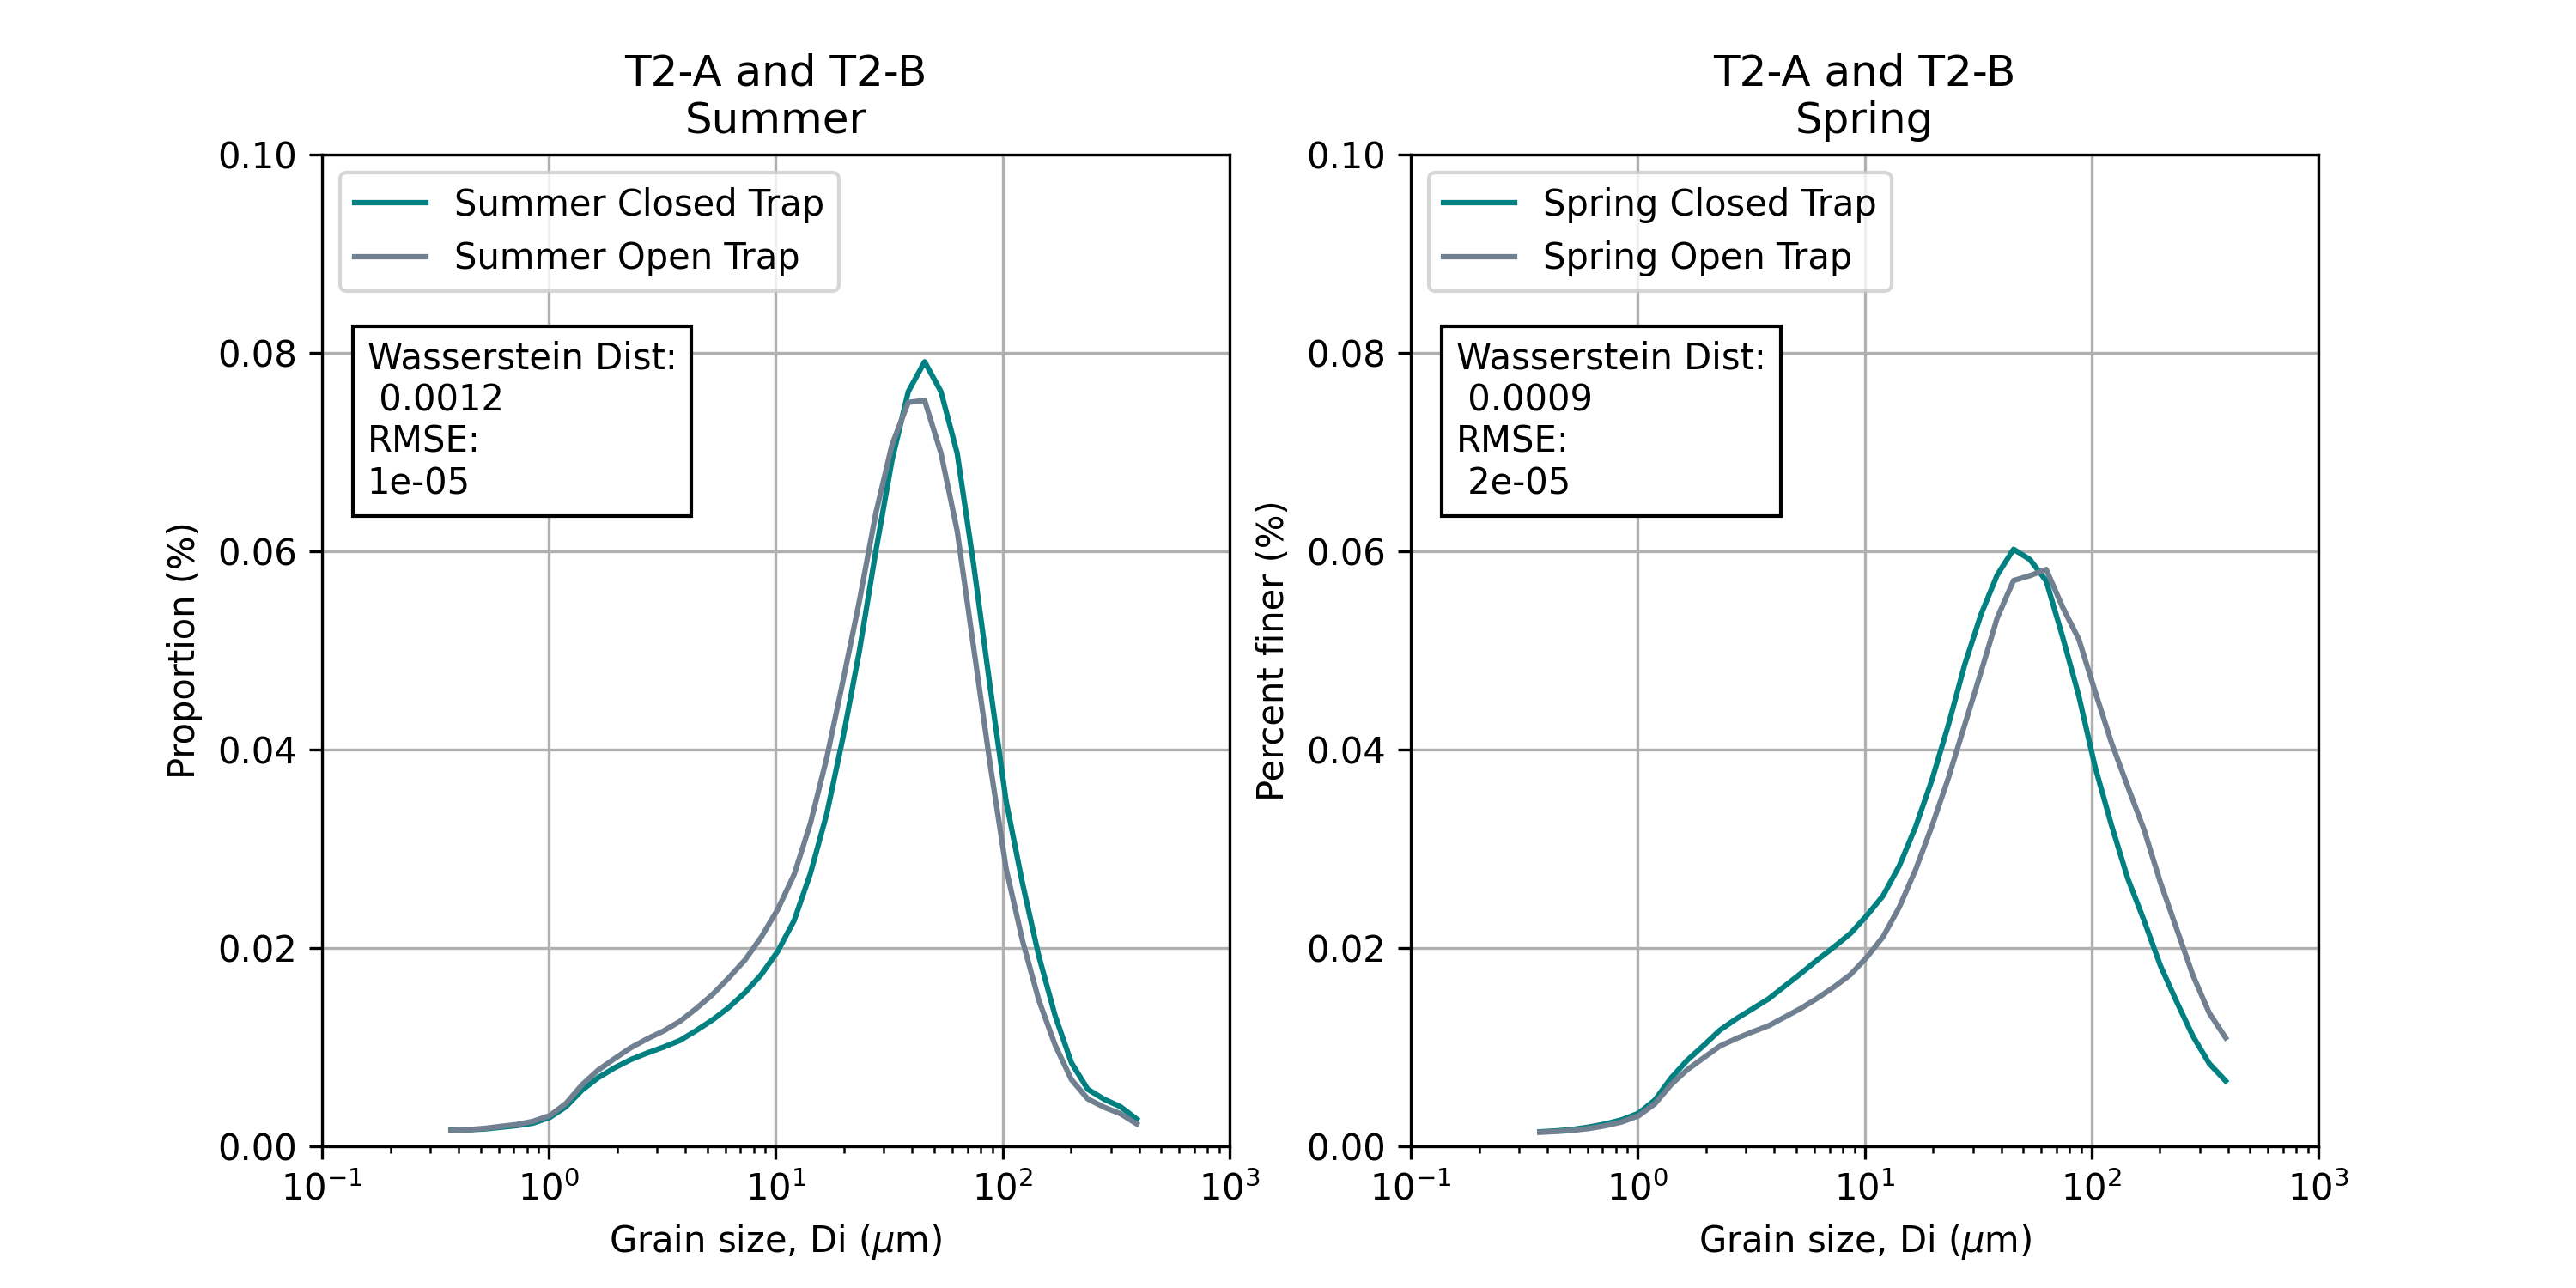 T2-A and T2-B
Summer
0.10
0.08
0.06
0.04
0.02
0.00
Proportion (%)
Summer Closed Trap
Summer Open Trap
Wasserstein Dist:
0.0012
RMSE:
1e-05
10⁻¹
10⁰
10¹
10²
10³
Grain size, Di (μm)
T2-A and T2-B
Spring
0.10
0.08
0.06
0.04
0.02
0.00
Percent finer (%)
Spring Closed Trap
Spring Open Trap
Wasserstein Dist:
0.0009
RMSE:
2e-05
10⁻¹
10⁰
10¹
10²
10³
Grain size, Di (μm)